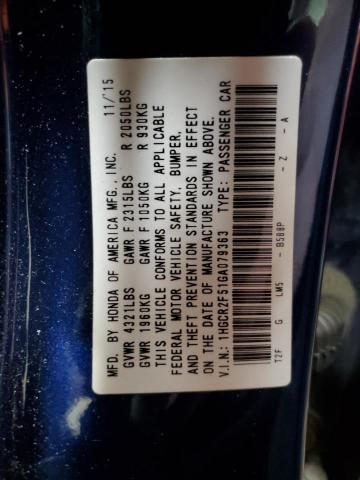 MFD. BY HONDA OF AMERICA MFG., INC. 11/'15
GVWR 4321LBS GAWR F 2315LBS R 2050LBS
GVWR 1960KG GAWR F 1050KG R 930KG
THIS VEHICLE CONFORMS TO ALL APPLICABLE
FEDERAL MOTOR VEHICLE SAFETY, BUMPER,
AND THEFT PREVENTION STANDARDS IN EFFECT
ON THE DATE OF MANUFACTURE SHOWN ABOVE.
V.I.N.: 1HGCR2F51GA079363 TYPE: PASSENGER CAR
T2F G LM5 - B588P - Z - A